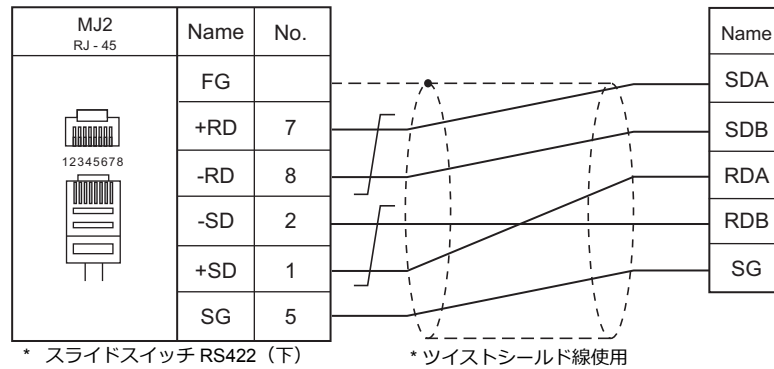 MJ2 Name No. Name
RJ - 45
FG SDA
+RD 7 SDB
12345678
-RD 8 RDA
-SD 2 RDB
+SD 1 SG
SG 5
* スライドスイッチ RS422（下） * ツイストシールド線使用